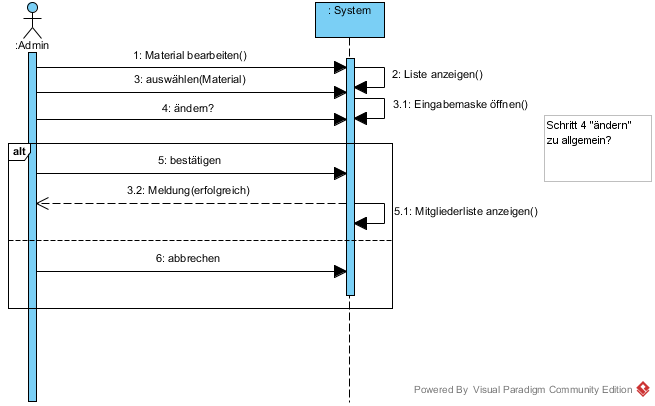 : System
:Admin
1: Material bearbeiten()
2: Liste anzeigen()
3: auswählen(Material)
3.1: Eingabemaske öffnen()
4: ändern?
Schritt 4 "ändern"
zu allgemein?
alt
5: bestätigen
3.2: Meldung(erfolgreich)
5.1: Mitgliederliste anzeigen()
6: abbrechen
Powered By Visual Paradigm Community Edition